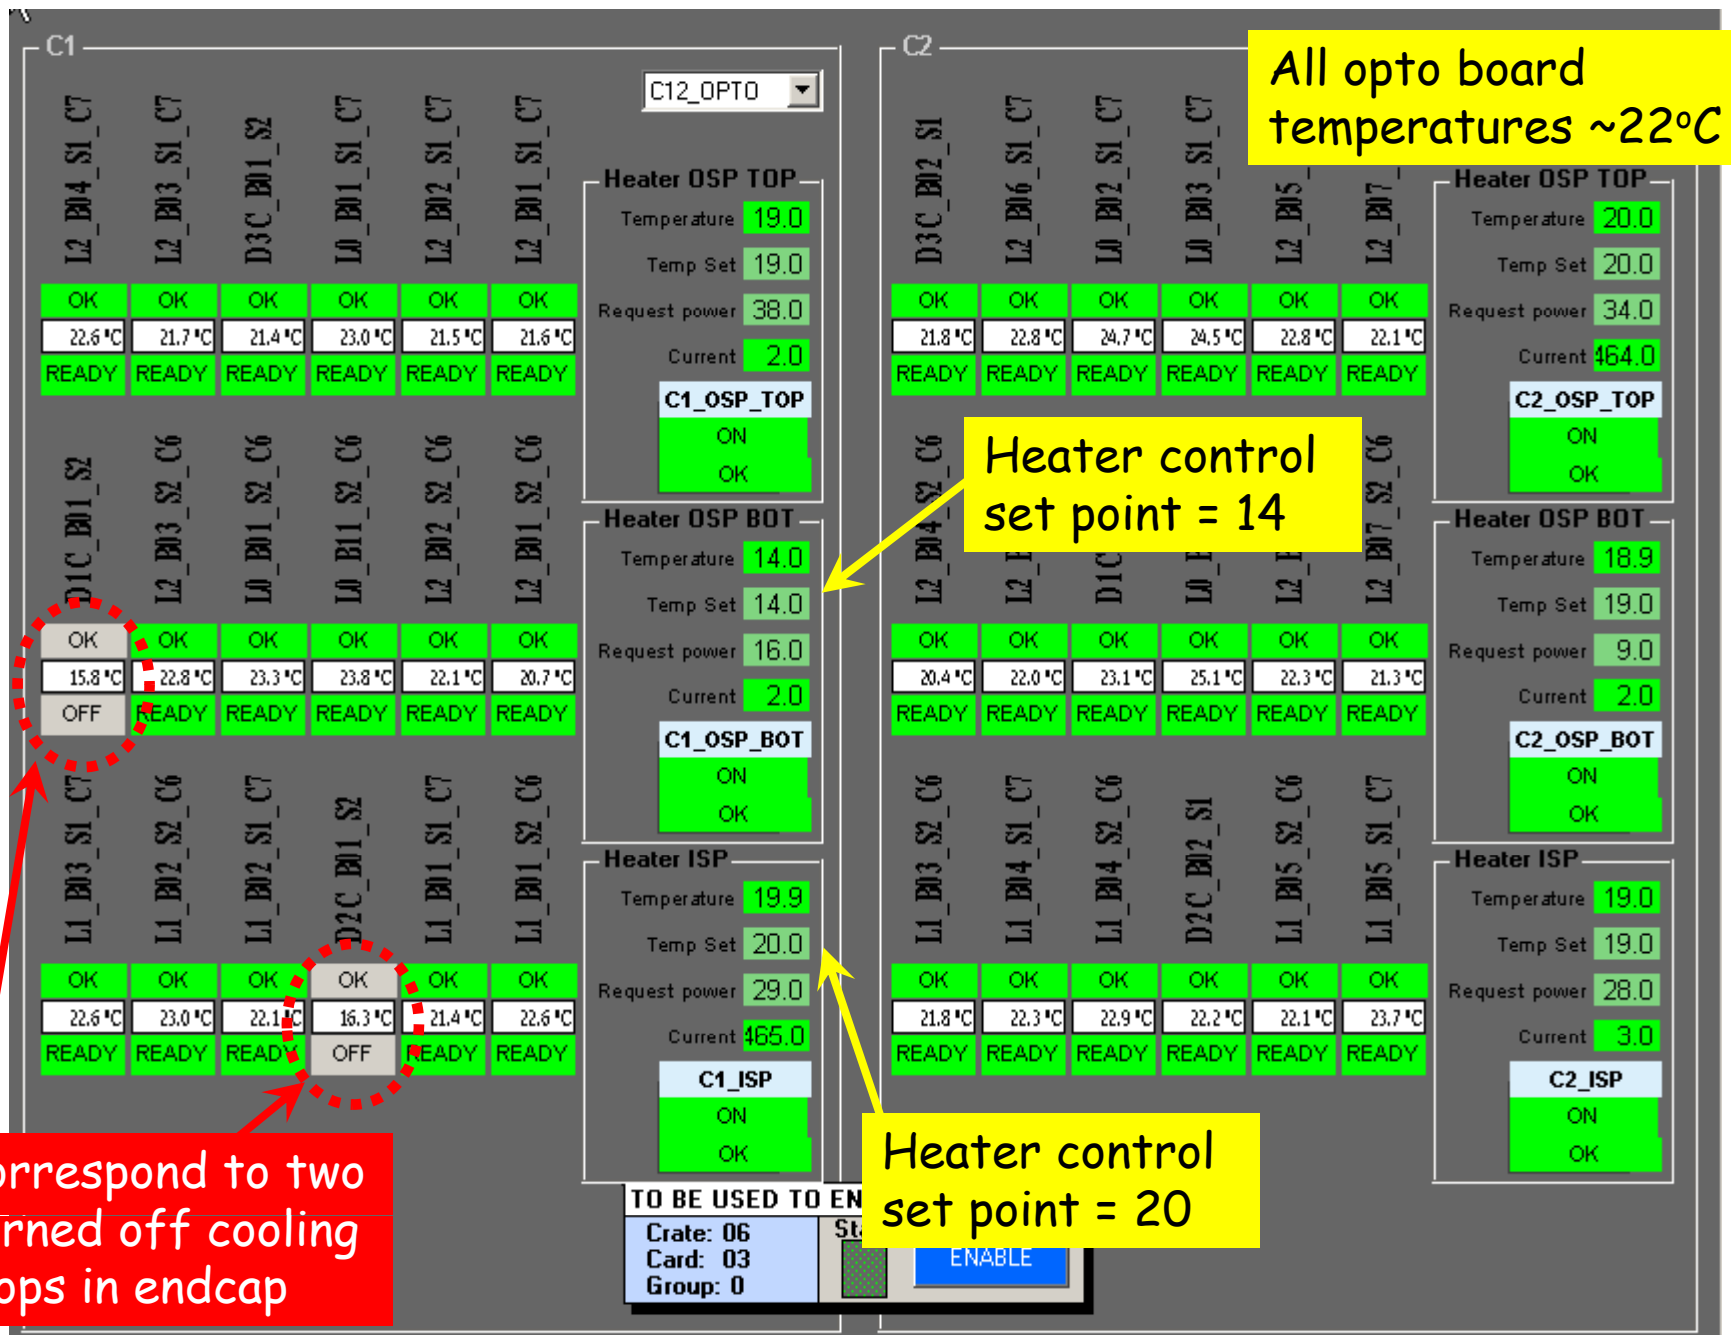 C1
C12_OPTO
L2_B04_S1_C7
L2_B03_S1_C7
D3C_B01_S2
L0_B01_S1_C7
L2_B02_S1_C7
L2_B01_S1_C7
OK OK OK OK OK OK
22.6 °C 21.7 °C 21.4 °C 23.0 °C 21.5 °C 21.6 °C
READY READY READY READY READY READY
Heater OSP TOP
Temperature 19.0
Temp Set 19.0
Request power 38.0
Current 2.0
C1_OSP_TOP
ON
OK
D1C_B01_S2
L2_B03_S2_C6
L0_B01_S2_C6
L0_B11_S2_C6
L2_B02_S2_C6
L2_B01_S2_C6
OK OK OK OK OK OK
15.8 °C 22.8 °C 23.3 °C 23.8 °C 22.1 °C 20.7 °C
OFF READY READY READY READY READY
Heater OSP BOT
Temperature 14.0
Temp Set 14.0
Request power 16.0
Current 2.0
C1_OSP_BOT
ON
OK
L1_B03_S1_C7
L1_B02_S2_C6
L1_B02_S1_C7
D2C_B01_S2
L1_B01_S1_C7
L1_B01_S2_C6
OK OK OK OK OK OK
22.6 °C 23.0 °C 22.1 °C 16.3 °C 21.4 °C 22.6 °C
READY READY READY OFF READY READY
Heater ISP
Temperature 19.9
Temp Set 20.0
Request power 29.0
Current 465.0
C1_ISP
ON
OK
C2
All opto board
temperatures ~22°C
D3C_B02_S1
L2_B06_S1_C7
L0_B02_S1_C7
L0_B03_S1_C7
L2_B05_
L2_B07_
OK OK OK OK OK OK
21.8 °C 22.8 °C 24.7 °C 24.5 °C 22.8 °C 22.1 °C
READY READY READY READY READY READY
Heater OSP TOP
Temperature 20.0
Temp Set 20.0
Request power 34.0
Current 464.0
C2_OSP_TOP
ON
OK
Heater control
set point = 14
L2_B04_S2_C6
D1C
L2_B07_S2_C6
OK OK OK OK OK OK
20.4 °C 22.0 °C 23.1 °C 25.1 °C 22.3 °C 21.3 °C
READY READY READY READY READY READY
Heater OSP BOT
Temperature 18.9
Temp Set 19.0
Request power 9.0
Current 2.0
C2_OSP_BOT
ON
OK
L1_B03_S2_C6
L1_B04_S1_C7
L1_B04_S2_C6
D2C_B02_S1
L1_B05_S2_C6
L1_B05_S1_C7
OK OK OK OK OK OK
21.8 °C 22.3 °C 22.9 °C 22.2 °C 22.1 °C 23.7 °C
READY READY READY READY READY READY
Heater ISP
Temperature 19.0
Temp Set 19.0
Request power 28.0
Current 3.0
C2_ISP
ON
OK
Heater control
set point = 20
orrespond to two
rned off cooling
ops in endcap
TO BE USED TO EN
Crate: 06
Card: 03
Group: 0
Sta
ENABLE